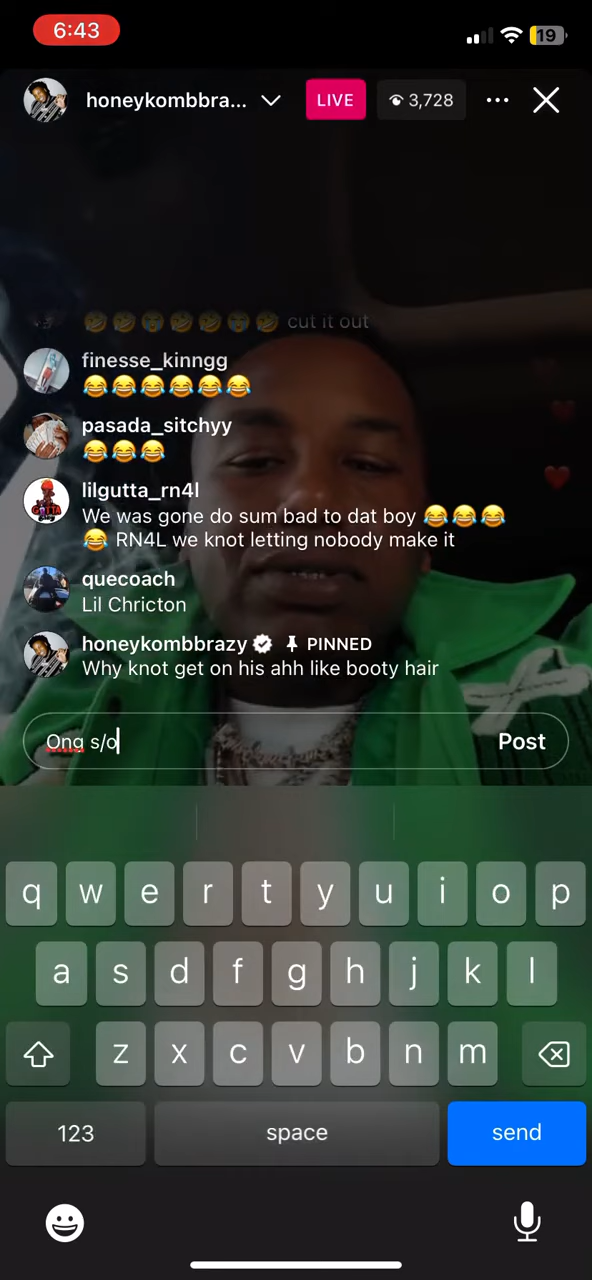 6:43
19
honeykombbra...
LIVE
3,728
🤣🤣😭🤣🤣😭🤣 cut it out
finesse_kinngg
😂😂😂😂😂😂
pasada_sitchyy
😂😂😂
lilgutta_rn4l
We was gone do sum bad to dat boy 😂😂😂
😂 RN4L we knot letting nobody make it
quecoach
Lil Chricton
honeykombbrazy PINNED
Why knot get on his ahh like booty hair
Ong s/o
Post
q w e r t y u i o p
a s d f g h j k l
z x c v b n m
123
space
send